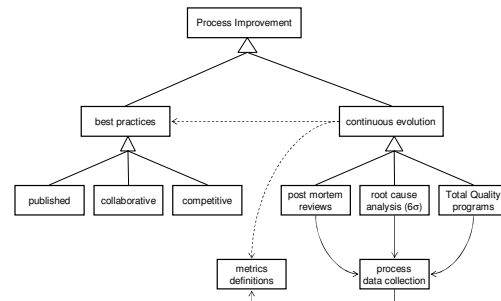 Process Improvement
best practices
continuous evolution
published
collaborative
competitive
post mortem
reviews
root cause
analysis (6σ)
Total Quality
programs
metrics
definitions
process
data collection